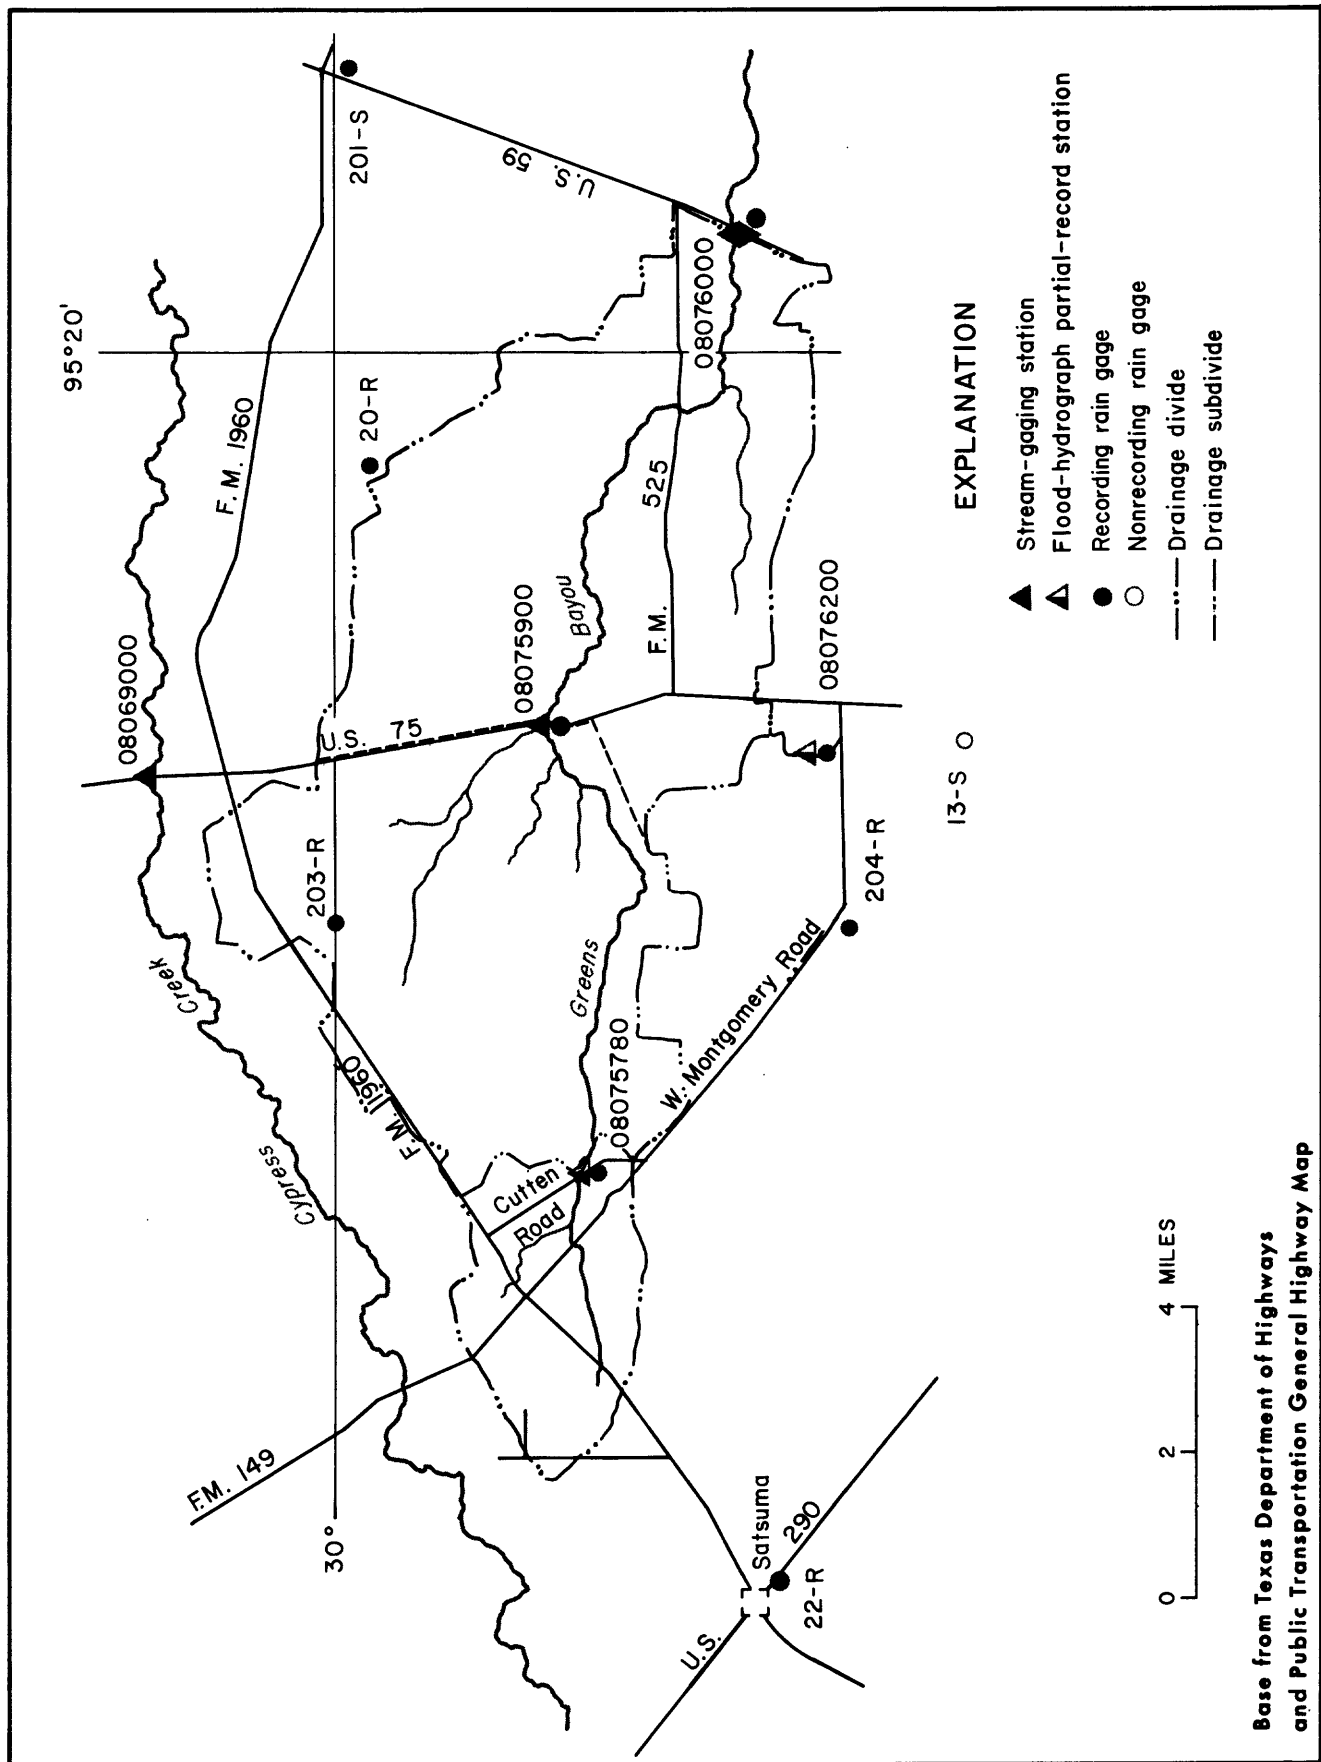 95°20'
201-S
U.S. 59
F.M. 1960
20-R
08069000
08076000
525
F.M.
Bayou
08075900
U.S. 75
08076200
203-R
13-S
204-R
Creek
Greens
08075780
W. Montgomery Road
F.M. 11960
Cypress
Cutten
Road
F.M. 149
30°
Satsuma
290
22-R
U.S.
EXPLANATION
Stream-gaging station
Flood-hydrograph partial-record station
Recording rain gage
Nonrecording rain gage
Drainage divide
Drainage subdivide
0 2 4 MILES
Base from Texas Department of Highways
and Public Transportation General Highway Map